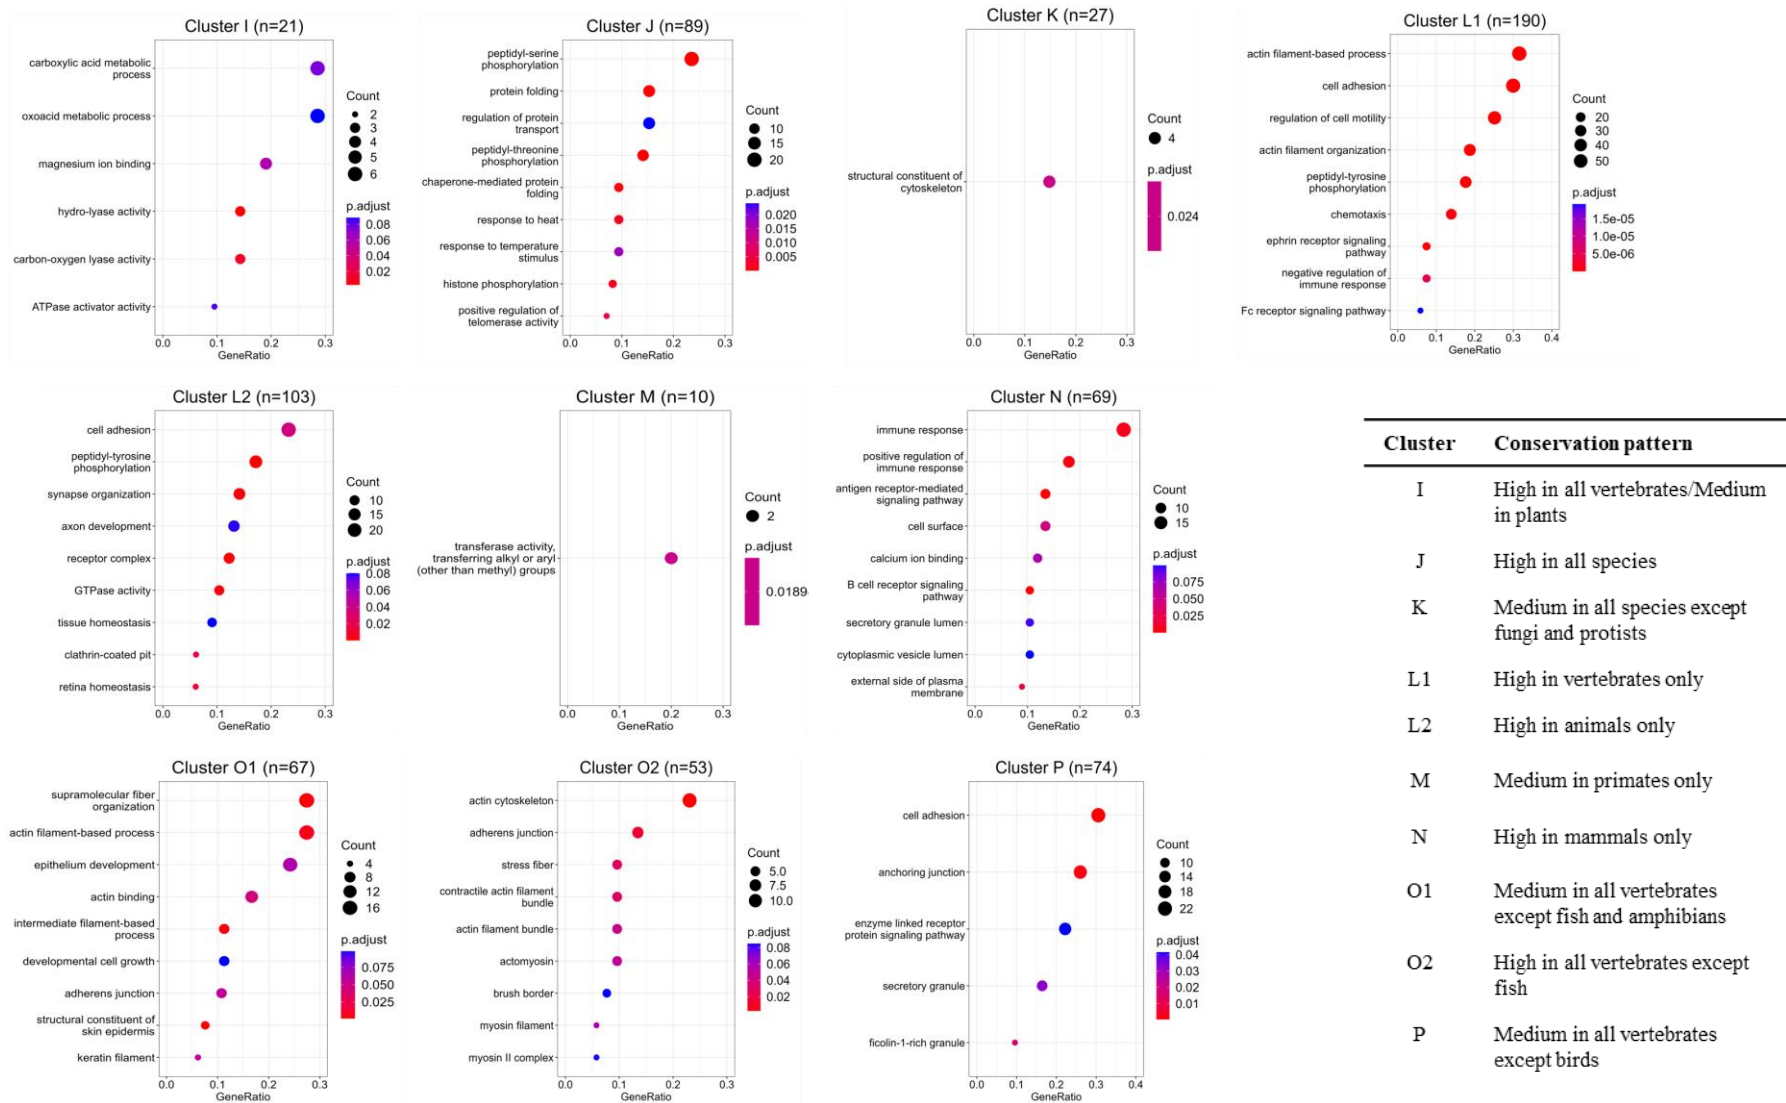 Cluster I (n=21)
carboxylic acid metabolic
process
oxoacid metabolic process
magnesium ion binding
hydro-lyase activity
carbon-oxygen lyase activity
ATPase activator activity
0.0 0.1 0.2 0.3
GeneRatio
Count
2
3
4
5
6
p.adjust
0.08
0.06
0.04
0.02
Cluster J (n=89)
peptidyl-serine
phosphorylation
protein folding
regulation of protein
transport
peptidyl-threonine
phosphorylation
chaperone-mediated protein
folding
response to heat
response to temperature
stimulus
histone phosphorylation
positive regulation of
telomerase activity
0.0 0.1 0.2 0.3
GeneRatio
Count
10
15
20
p.adjust
0.020
0.015
0.010
0.005
Cluster K (n=27)
structural constituent of
cytoskeleton
0.0 0.1 0.2 0.3
GeneRatio
Count
4
p.adjust
0.024
Cluster L1 (n=190)
actin filament-based process
cell adhesion
regulation of cell motility
actin filament organization
peptidyl-tyrosine
phosphorylation
chemotaxis
ephrin receptor signaling
pathway
negative regulation of
immune response
Fc receptor signaling pathway
0.0 0.1 0.2 0.3 0.4
GeneRatio
Count
20
30
40
50
p.adjust
1.5e-05
1.0e-05
5.0e-06
Cluster L2 (n=103)
cell adhesion
peptidyl-tyrosine
phosphorylation
synapse organization
axon development
receptor complex
GTPase activity
tissue homeostasis
clathrin-coated pit
retina homeostasis
0.0 0.1 0.2 0.3
GeneRatio
Count
10
15
20
p.adjust
0.08
0.06
0.04
0.02
Cluster M (n=10)
transferase activity,
transferring alkyl or aryl
(other than methyl) groups
0.0 0.1 0.2 0.3
GeneRatio
Count
2
p.adjust
0.0189
Cluster N (n=69)
immune response
positive regulation of
immune response
antigen receptor-mediated
signaling pathway
cell surface
calcium ion binding
B cell receptor signaling
pathway
secretory granule lumen
cytoplasmic vesicle lumen
external side of plasma
membrane
0.0 0.1 0.2 0.3
GeneRatio
Count
10
15
p.adjust
0.075
0.050
0.025
Cluster O1 (n=67)
supramolecular fiber
organization
actin filament-based process
epithelium development
actin binding
intermediate filament-based
process
developmental cell growth
adherens junction
structural constituent of
skin epidermis
keratin filament
0.0 0.1 0.2 0.3
GeneRatio
Count
4
8
12
16
p.adjust
0.075
0.050
0.025
Cluster O2 (n=53)
actin cytoskeleton
adherens junction
stress fiber
contractile actin filament
bundle
actin filament bundle
actomyosin
brush border
myosin filament
myosin II complex
0.0 0.1 0.2 0.3
GeneRatio
Count
5.0
7.5
10.0
p.adjust
0.08
0.06
0.04
0.02
Cluster P (n=74)
cell adhesion
anchoring junction
enzyme linked receptor
protein signaling pathway
secretory granule
ficolin-1-rich granule
0.0 0.1 0.2 0.3 0.4
GeneRatio
Count
10
14
18
22
p.adjust
0.04
0.03
0.02
0.01
Cluster Conservation pattern
I High in all vertebrates/Medium
in plants
J High in all species
K Medium in all species except
fungi and protists
L1 High in vertebrates only
L2 High in animals only
M Medium in primates only
N High in mammals only
O1 Medium in all vertebrates
except fish and amphibians
O2 High in all vertebrates except
fish
P Medium in all vertebrates
except birds